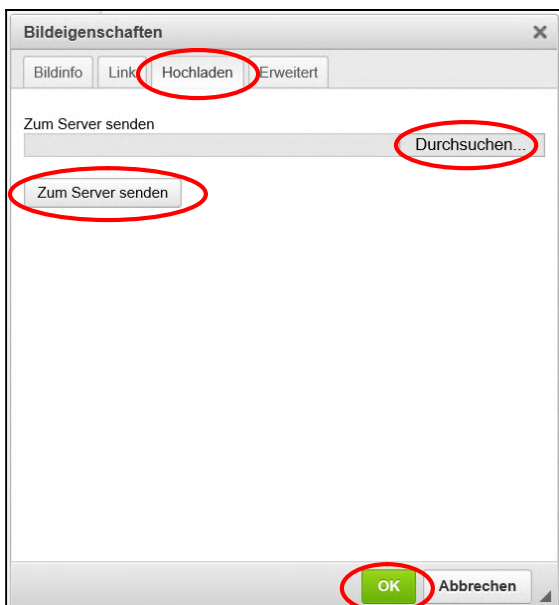 Bildeigenschaften
Bildinfo Link Hochladen Erweitert
Zum Server senden
Durchsuchen...
Zum Server senden
OK Abbrechen